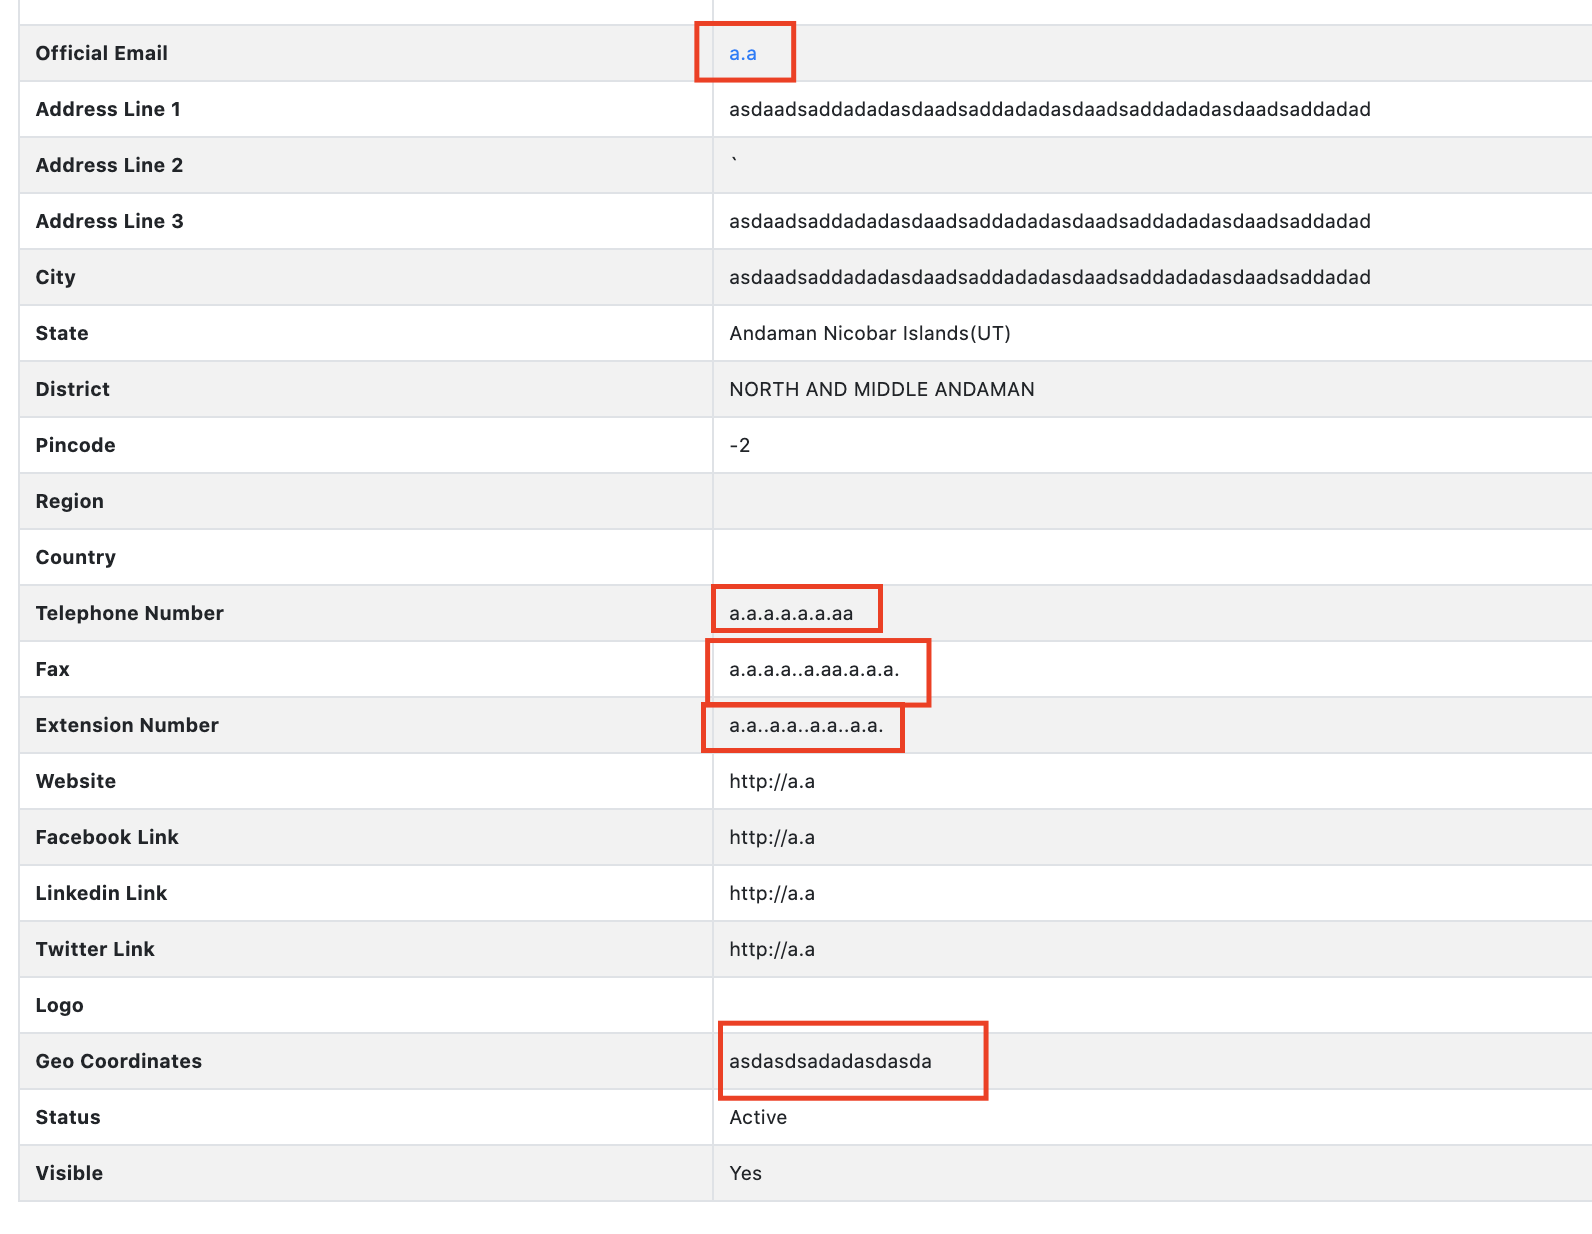 Official Email a.a
Address Line 1 asdaadsaddadadasdaadsaddadadasdaadsaddadadasdaadsaddadad
Address Line 2 `
Address Line 3 asdaadsaddadadasdaadsaddadadasdaadsaddadadasdaadsaddadad
City asdaadsaddadadasdaadsaddadadasdaadsaddadadasdaadsaddadad
State Andaman Nicobar Islands(UT)
District NORTH AND MIDDLE ANDAMAN
Pincode -2
Region
Country
Telephone Number a.a.a.a.a.a.aa
Fax a.a.a.a..a.aa.a.a.a.
Extension Number a.a..a.a..a.a..a.a.
Website http://a.a
Facebook Link http://a.a
Linkedin Link http://a.a
Twitter Link http://a.a
Logo
Geo Coordinates asdasdsadadasdasda
Status Active
Visible Yes